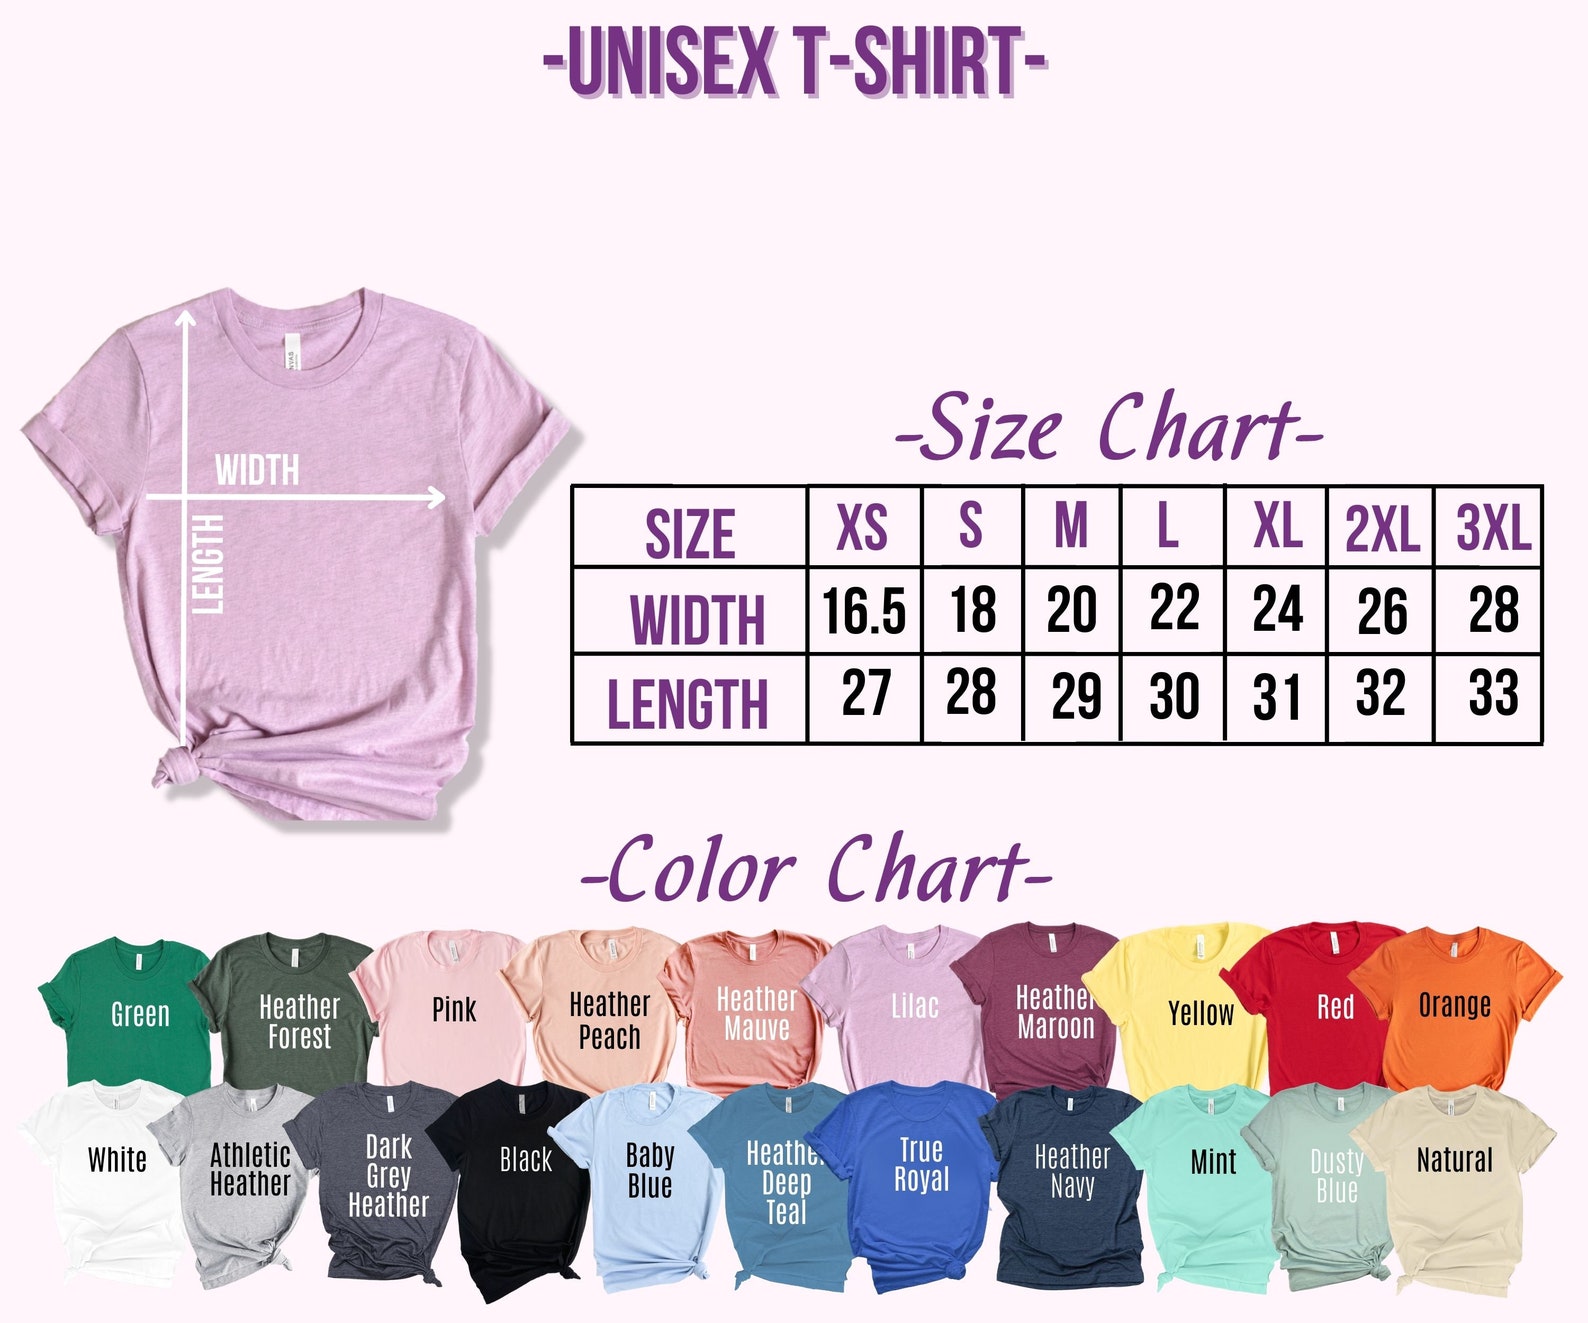 -UNISEX T-SHIRT-
WIDTH
LENGTH
-Size Chart-
SIZE XS S M L XL 2XL 3XL
WIDTH 16.5 18 20 22 24 26 28
LENGTH 27 28 29 30 31 32 33
-Color Chart-
Green
Heather
Forest
Pink
Heather
Peach
Heather
Mauve
Lilac
Heather
Maroon
Yellow
Red
Orange
White
Athletic
Heather
Dark
Grey
Heather
Black
Baby
Blue
Heather
Deep
Teal
True
Royal
Heather
Navy
Mint
Dusty
Blue
Natural